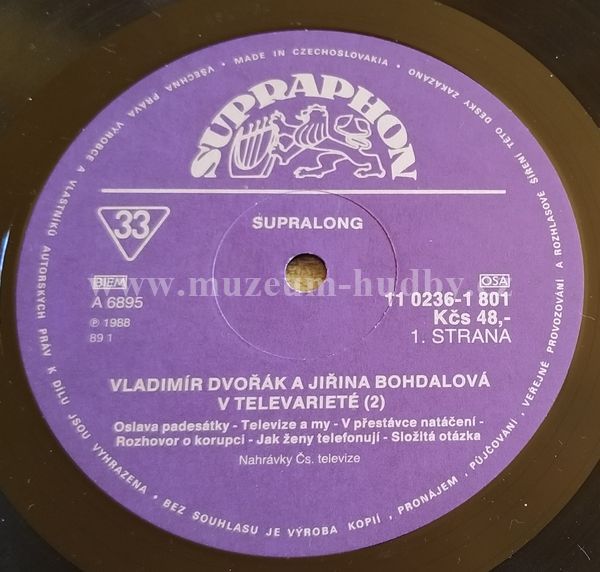 VŠECHNA PRÁVA VÝROBCE A VLASTNÍKŮ AUTORSKÝCH PRÁV K DÍLU JSOU VYHRAZENA • BEZ SOUHLASU JE VÝROBA KOPIÍ, PRONÁJEM, PŮJČOVÁNÍ, VEŘEJNÉ PROVOZOVÁNÍ A ROZHLASOVÉ ŠÍŘENÍ TÉTO DESKY ZAKÁZÁNO • MADE IN CZECHOSLOVAKIA •
SUPRAPHON
33
SUPRALONG
www.muzeum-hudby.
BIEM
A 6895
℗ 1988
89 1
OSA
11 0236-1 801
Kčs 48,-
1. STRANA
VLADIMÍR DVOŘÁK A JIŘINA BOHDALOVÁ
V TELEVARIETÉ (2)
Oslava padesátky - Televize a my - V přestávce natáčení -
Rozhovor o korupci - Jak ženy telefonují - Složitá otázka
Nahrávky Čs. televize